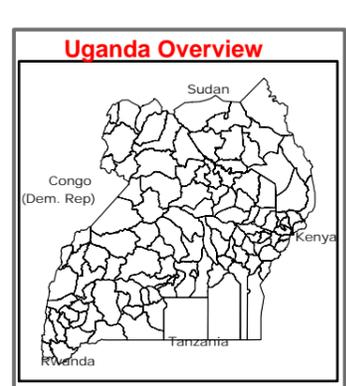 Uganda Overview
Sudan
Congo
(Dem. Rep)
Kenya
Tanzania
Rwanda